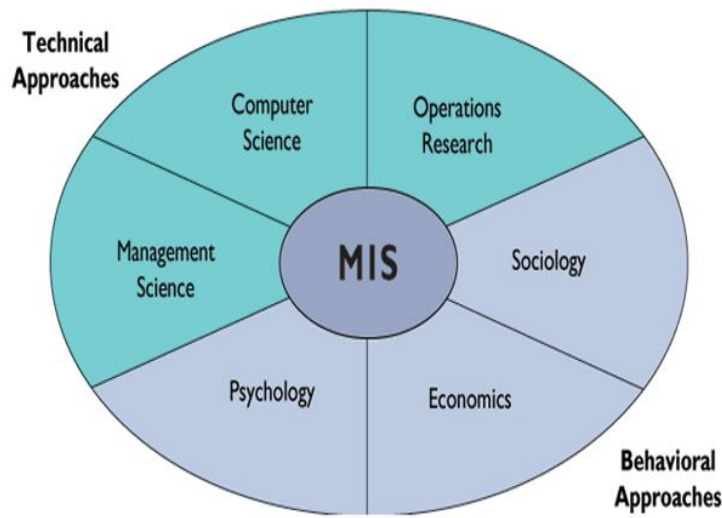 Technical
Approaches
Computer
Science
Operations
Research
Management
Science
MIS
Sociology
Psychology
Economics
Behavioral
Approaches